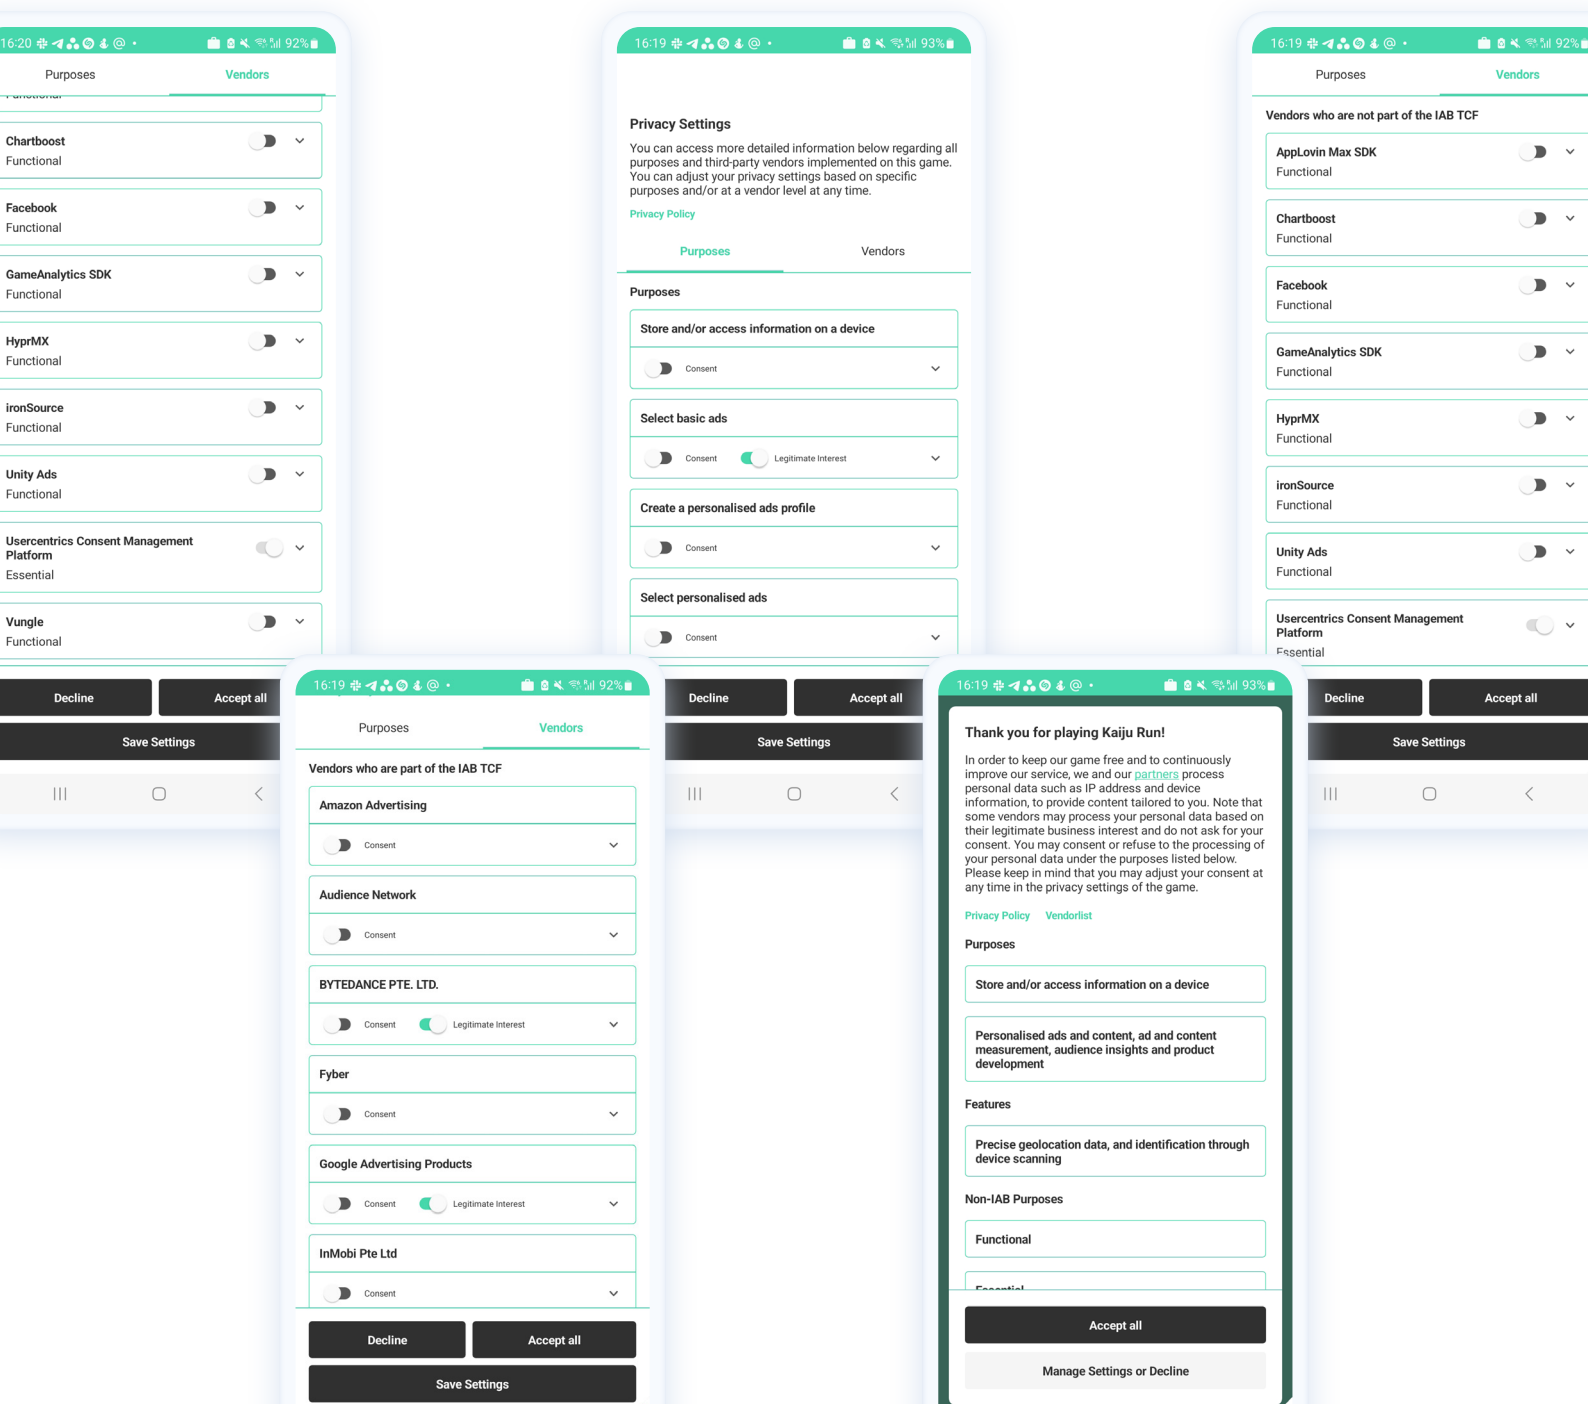 16:20
92%
Purposes
Vendors
Functional
Chartboost
Functional
Facebook
Functional
GameAnalytics SDK
Functional
HyprMX
Functional
ironSource
Functional
Unity Ads
Functional
Usercentrics Consent Management
Platform
Essential
Vungle
Functional
Decline
Accept all
Save Settings
16:19
93%
Privacy Settings
You can access more detailed information below regarding all
purposes and third-party vendors implemented on this game.
You can adjust your privacy settings based on specific
purposes and/or at a vendor level at any time.
Privacy Policy
Purposes
Vendors
Purposes
Store and/or access information on a device
Consent
Select basic ads
Consent
Legitimate Interest
Create a personalised ads profile
Consent
Select personalised ads
Consent
Decline
Accept all
Save Settings
16:19
92%
Purposes
Vendors
Vendors who are not part of the IAB TCF
AppLovin Max SDK
Functional
Chartboost
Functional
Facebook
Functional
GameAnalytics SDK
Functional
HyprMX
Functional
ironSource
Functional
Unity Ads
Functional
Usercentrics Consent Management
Platform
Essential
Decline
Accept all
Save Settings
16:19
92%
Purposes
Vendors
Vendors who are part of the IAB TCF
Amazon Advertising
Consent
Audience Network
Consent
BYTEDANCE PTE. LTD.
Consent
Legitimate Interest
Fyber
Consent
Google Advertising Products
Consent
Legitimate Interest
InMobi Pte Ltd
Consent
Decline
Accept all
Save Settings
16:19
93%
Thank you for playing Kaiju Run!
In order to keep our game free and to continuously
improve our service, we and our partners process
personal data such as IP address and device
information, to provide content tailored to you. Note that
some vendors may process your personal data based on
their legitimate business interest and do not ask for your
consent. You may consent or refuse to the processing of
your personal data under the purposes listed below.
Please keep in mind that you may adjust your consent at
any time in the privacy settings of the game.
Privacy Policy
Vendorlist
Purposes
Store and/or access information on a device
Personalised ads and content, ad and content
measurement, audience insights and product
development
Features
Precise geolocation data, and identification through
device scanning
Non-IAB Purposes
Functional
Essential
Accept all
Manage Settings or Decline